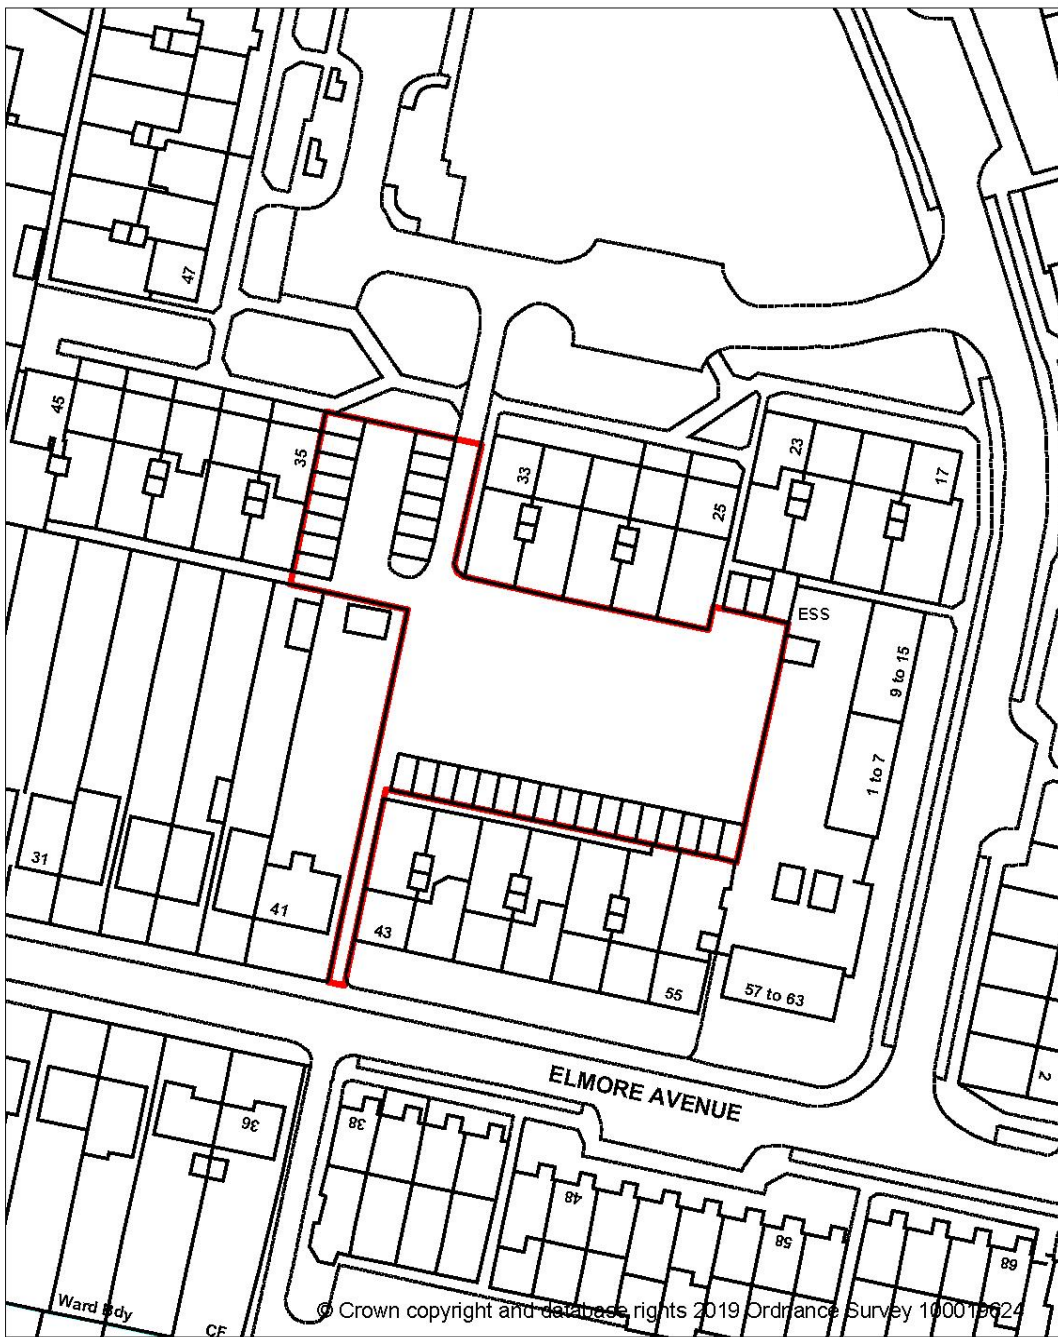 47
45
35
33
25
23
17
ESS
9 to 15
1 to 7
31
41
43
55
57 to 63
2
ELMORE AVENUE
36
38
48
58
68
Ward Bdy
CF
© Crown copyright and database rights 2019 Ordnance Survey 100019624